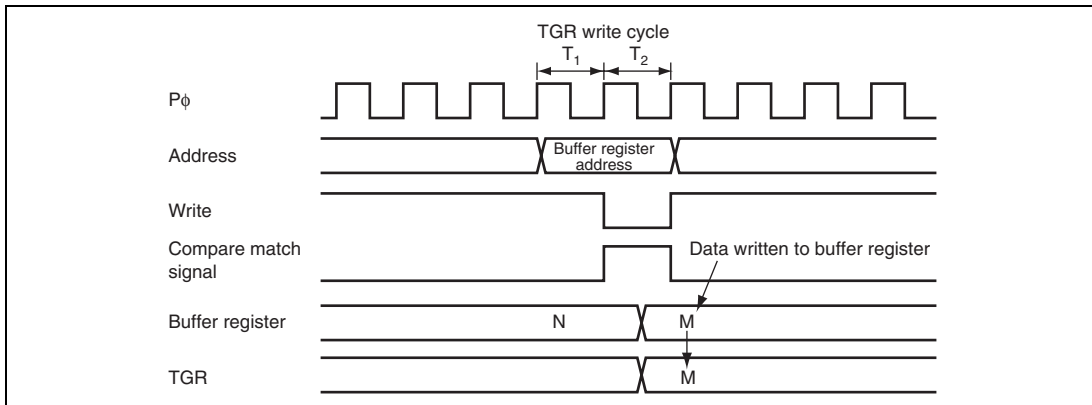 TGR write cycle
T1 T2
Pφ
Address
Buffer register
address
Write
Compare match
signal
Data written to buffer register
Buffer register
N M
TGR
M